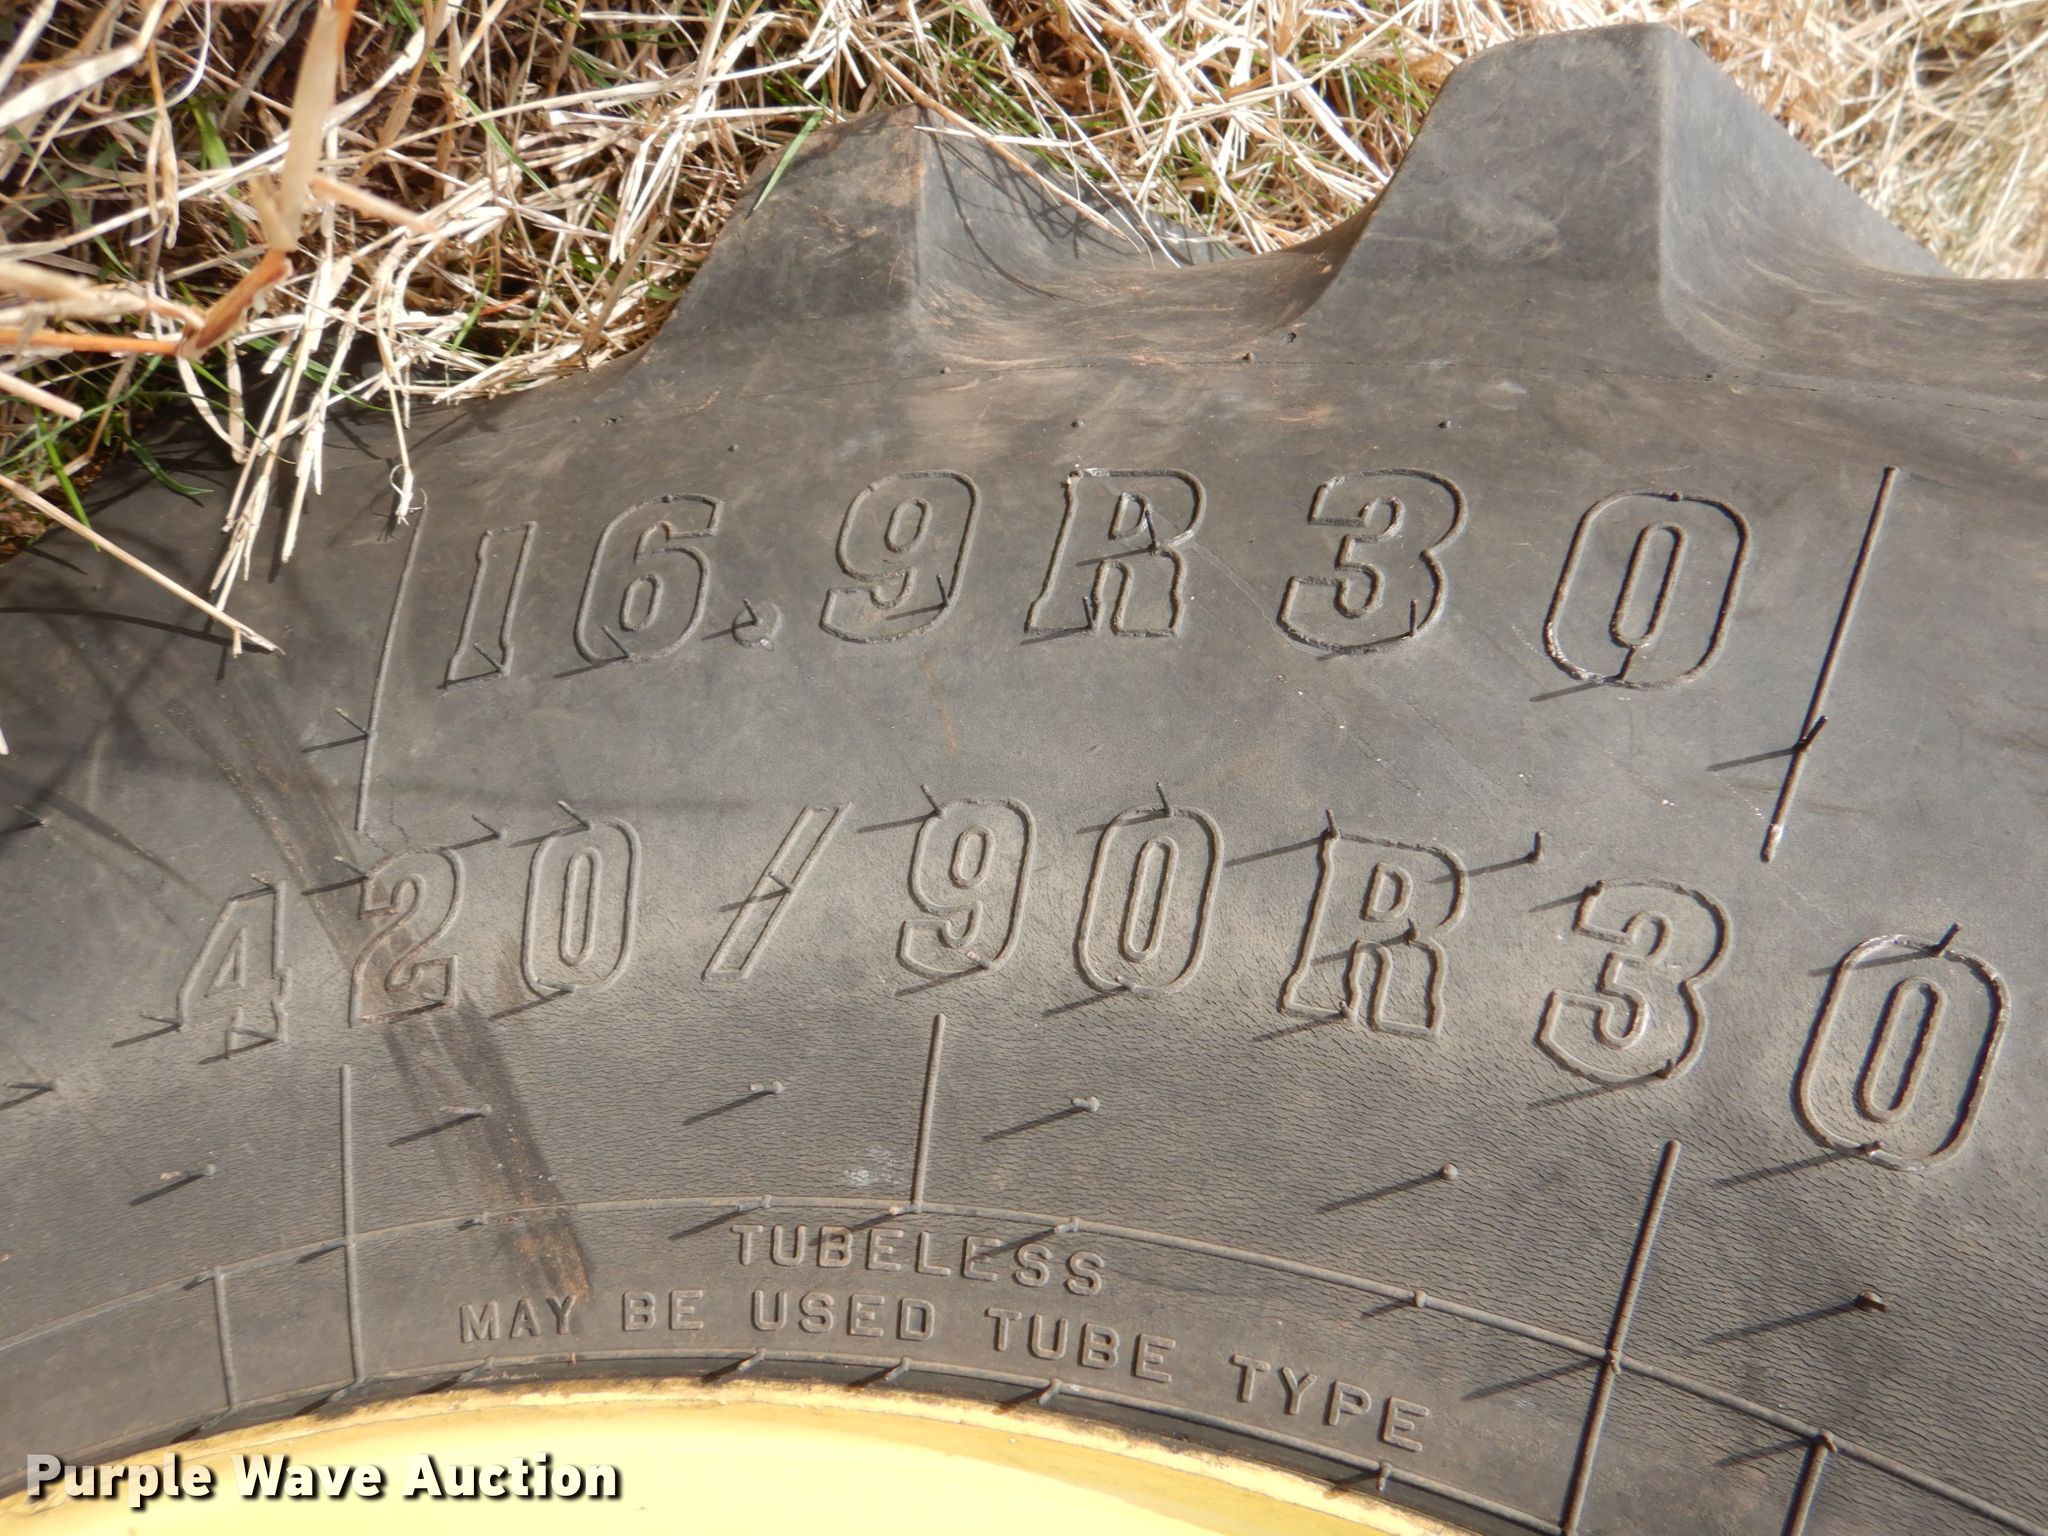 16.9R30
420/90R30
TUBELESS
MAY BE USED TUBE TYPE
Purple Wave Auction